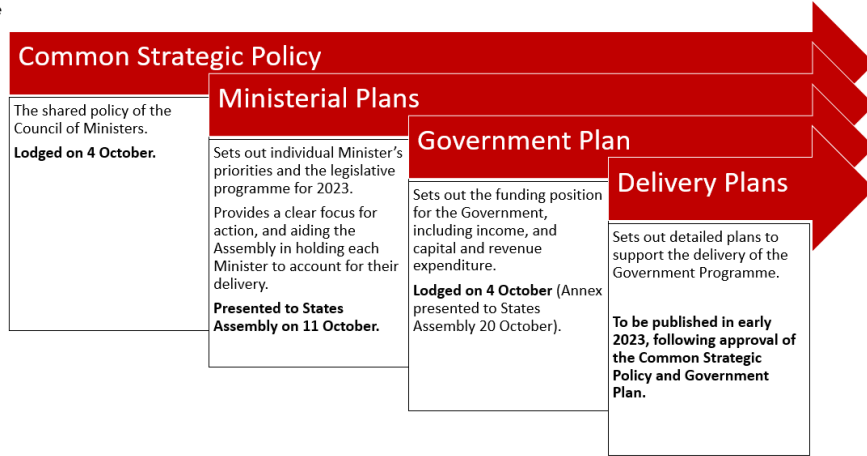 Common Strategic Policy
The shared policy of the
Council of Ministers.
Lodged on 4 October.
Ministerial Plans
Sets out individual Minister's
priorities and the legislative
programme for 2023.
Provides a clear focus for
action, and aiding the
Assembly in holding each
Minister to account for their
delivery.
Presented to States
Assembly on 11 October.
Government Plan
Sets out the funding position
for the Government,
including income, and
capital and revenue
expenditure.
Lodged on 4 October (Annex
presented to States
Assembly 20 October).
Delivery Plans
Sets out detailed plans to
support the delivery of the
Government Programme.
To be published in early
2023, following approval of
the Common Strategic
Policy and Government
Plan.